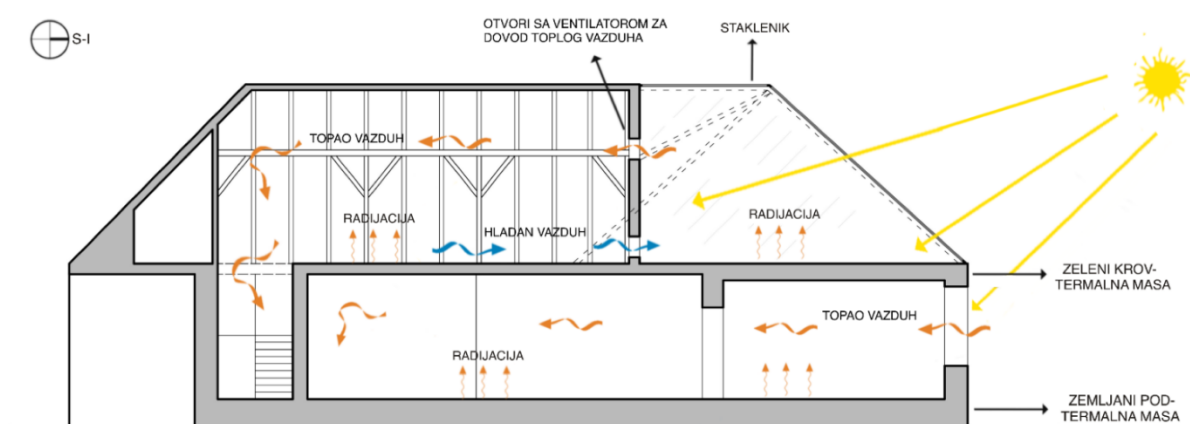 S-I
OTVORI SA VENTILATOROM ZA
DOVOD TOPLOG VAZDUHA
STAKLENIK
TOPAO VAZDUH
RADIJACIJA
HLADAN VAZDUH
RADIJACIJA
ZELENI KROV-
TERMALNA MASA
TOPAO VAZDUH
RADIJACIJA
ZEMLJANI POD-
TERMALNA MASA